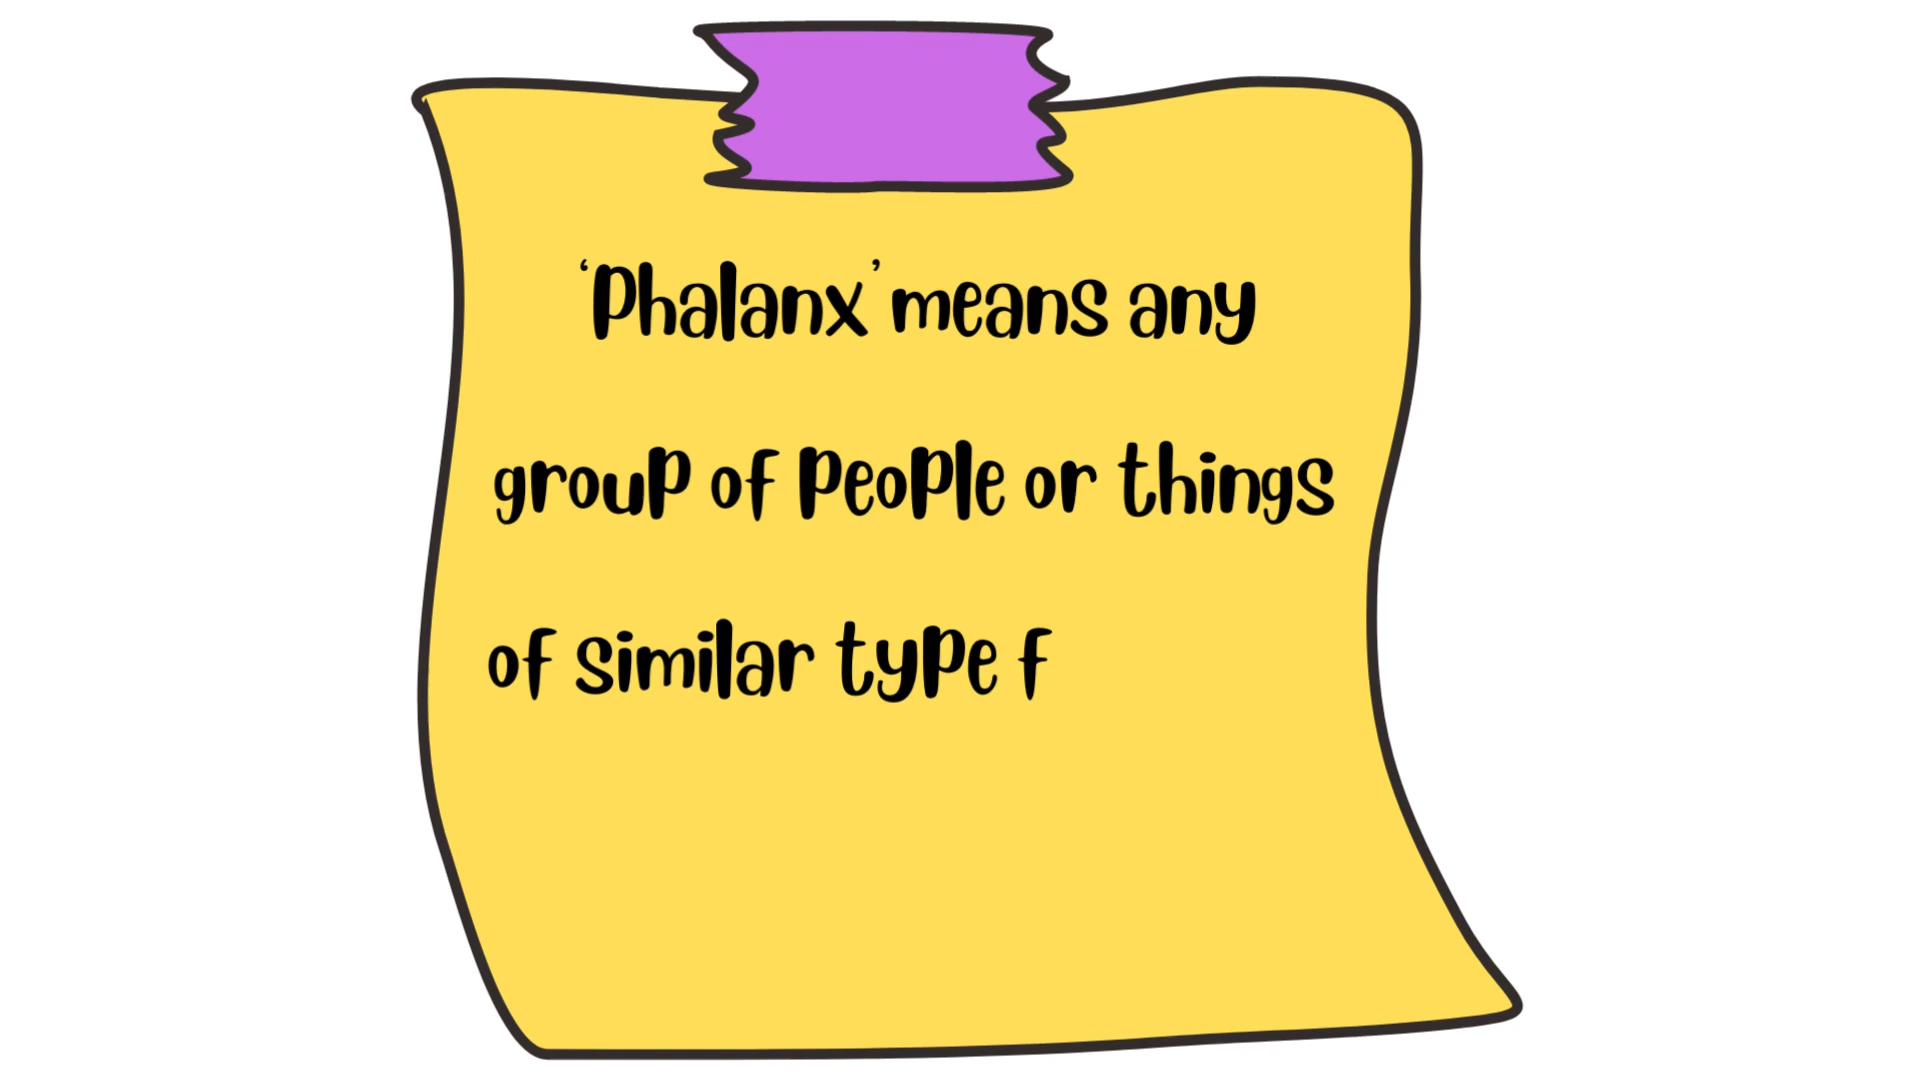 ‘Phalanx’ means any
group of people or things
of similar type f